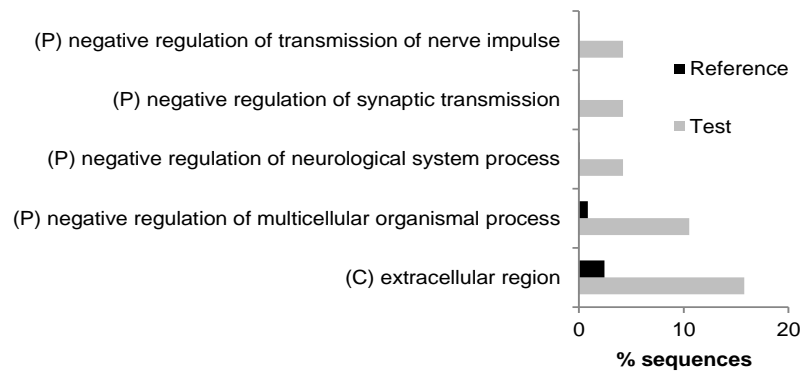 (P) negative regulation of transmission of nerve impulse
Reference
(P) negative regulation of synaptic transmission
Test
(P) negative regulation of neurological system process
(P) negative regulation of multicellular organismal process
(C) extracellular region
0 10 20
% sequences